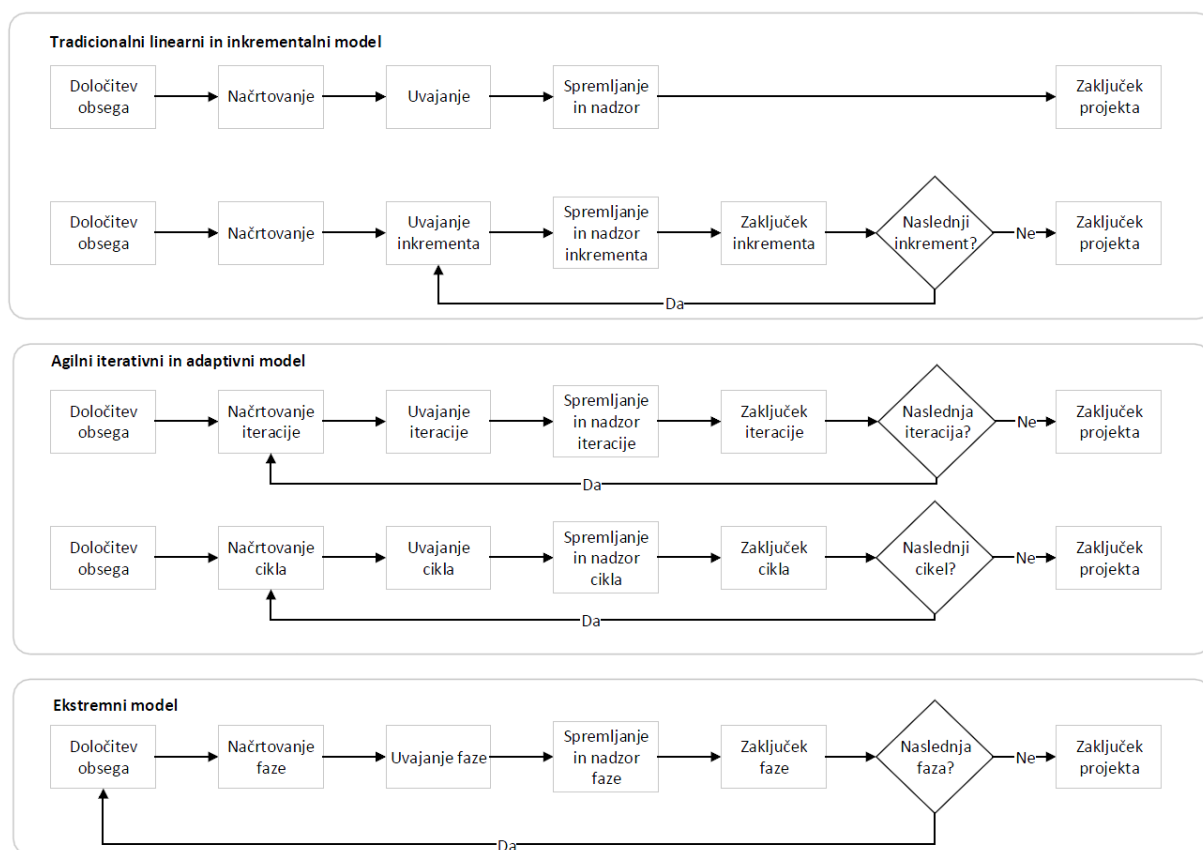 Tradicionalni linearni in inkrementalni model
Določitev
obsega
Načrtovanje
Uvajanje
Spremljanje
in nadzor
Zaključek
projekta
Določitev
obsega
Načrtovanje
Uvajanje
inkrementa
Spremljanje
in nadzor
inkrementa
Zaključek
inkrementa
Naslednji
inkrement?
Ne
Zaključek
projekta
Da
Agilni iterativni in adaptivni model
Določitev
obsega
Načrtovanje
iteracije
Uvajanje
iteracije
Spremljanje
in nadzor
iteracije
Zaključek
iteracije
Naslednja
iteracija?
Ne
Zaključek
projekta
Da
Določitev
obsega
Načrtovanje
cikla
Uvajanje
cikla
Spremljanje
in nadzor
cikla
Zaključek
cikla
Naslednji
cikel?
Ne
Zaključek
projekta
Da
Ekstremni model
Določitev
obsega
Načrtovanje
faze
Uvajanje faze
Spremljanje
in nadzor
faze
Zaključek
faze
Naslednja
faza?
Ne
Zaključek
projekta
Da